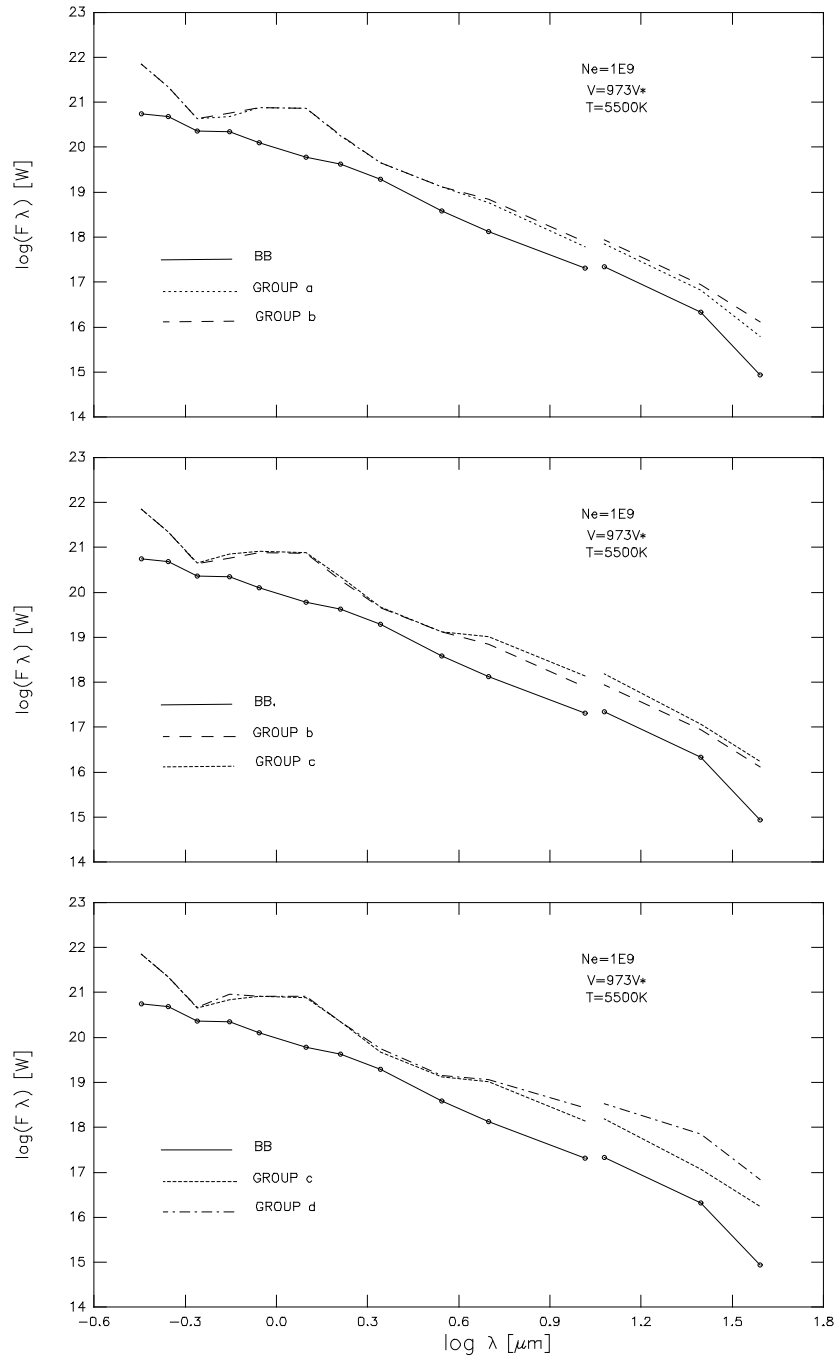 23
22
21
20
19
18
17
16
15
14
log(F λ) [W]
Ne=1E9
V=973V*
T=5500K
BB
GROUP a
GROUP b
23
22
21
20
19
18
17
16
15
14
log(F λ) [W]
Ne=1E9
V=973V*
T=5500K
BB.
GROUP b
GROUP c
23
22
21
20
19
18
17
16
15
14
log(F λ) [W]
Ne=1E9
V=973V*
T=5500K
BB
GROUP c
GROUP d
−0.6 −0.3 0.0 0.3 0.6 0.9 1.2 1.5 1.8
log λ [μm]